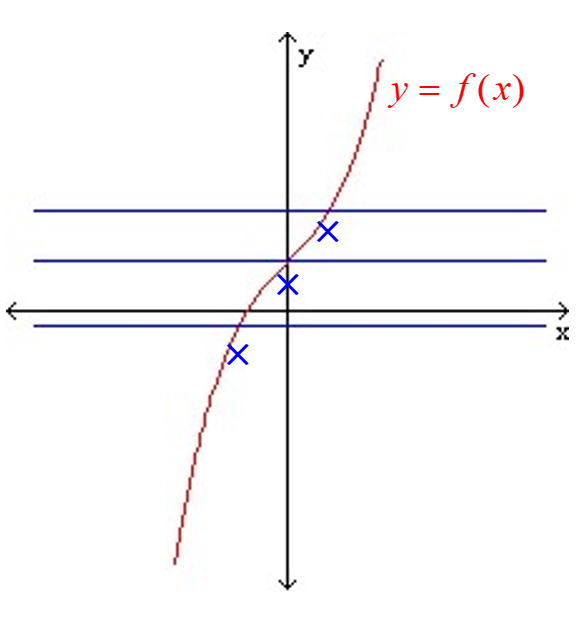 y
y = f(x)
x